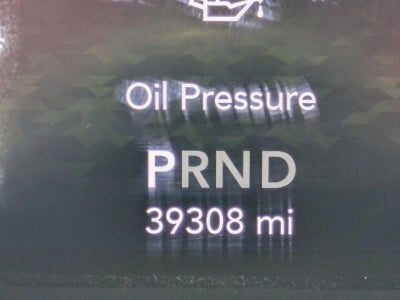 Oil Pressure
PRND
39308 mi